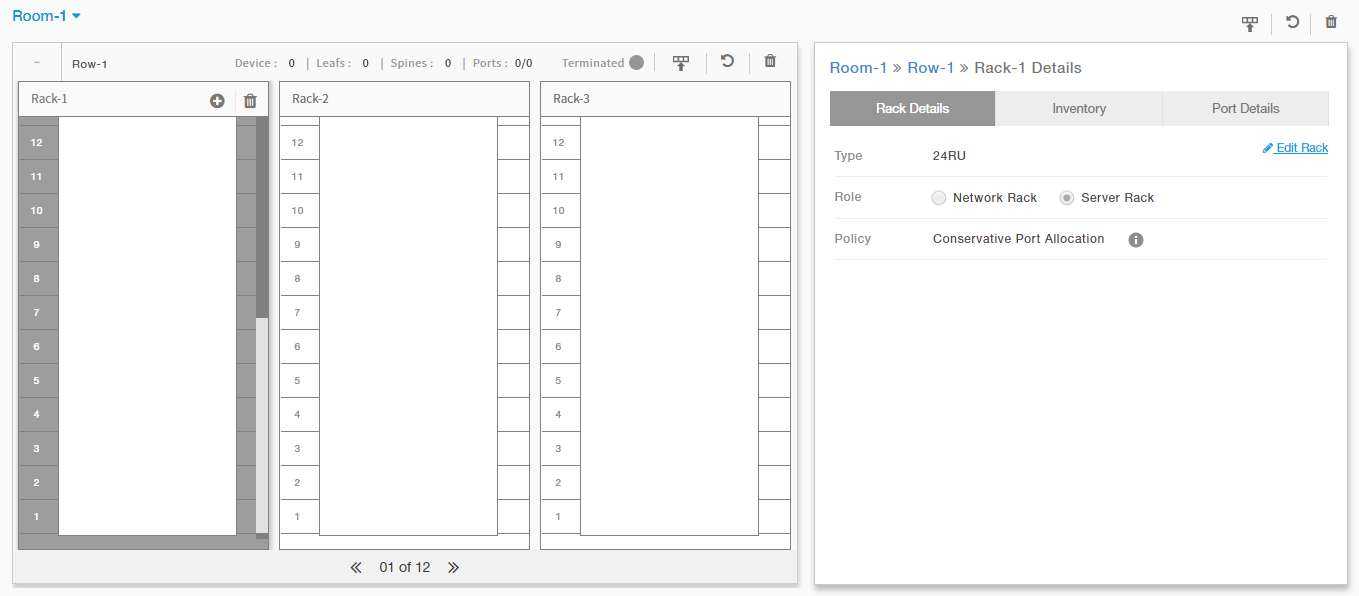 Room-1
Row-1 Device : 0 | Leafs : 0 | Spines : 0 | Ports : 0/0 Terminated
Rack-1 Rack-2 Rack-3
12 12 12
11 11 11
10 10 10
9 9 9
8 8 8
7 7 7
6 6 6
5 5 5
4 4 4
3 3 3
2 2 2
1 1 1
« 01 of 12 »
Room-1 » Row-1 » Rack-1 Details
Rack Details Inventory Port Details
Edit Rack
Type 24RU
Role Network Rack Server Rack
Policy Conservative Port Allocation